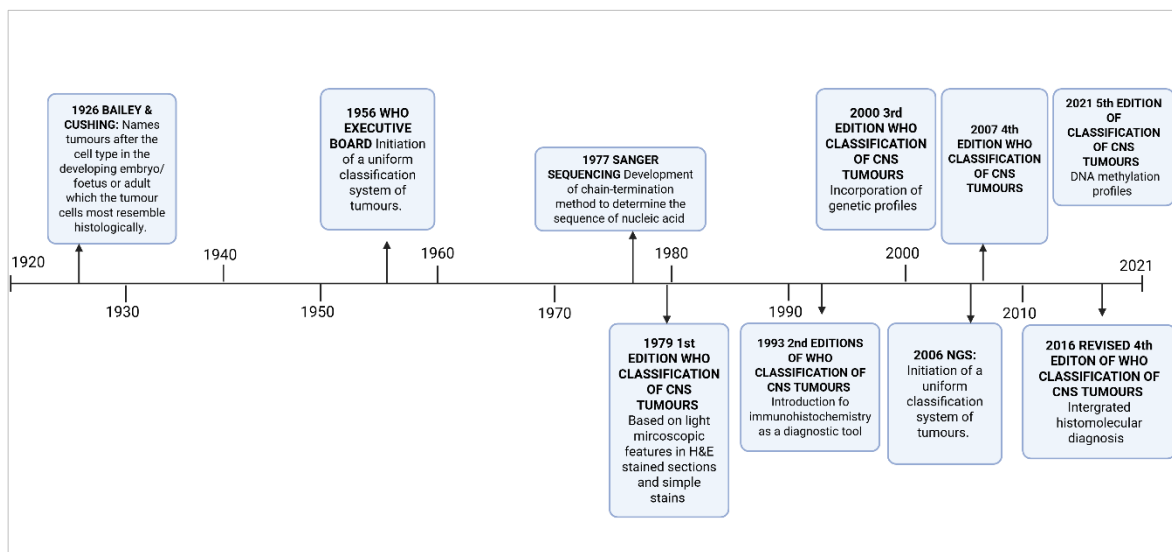 1926 BAILEY &
CUSHING: Names
tumours after the
cell type in the
developing embryo/
foetus or adult
which the tumour
cells most resemble
histologically.
1956 WHO
EXECUTIVE
BOARD Initiation
of a uniform
classification
system of
tumours.
1977 SANGER
SEQUENCING Development
of chain-termination
method to determine the
sequence of nucleic acid
2000 3rd
EDITION WHO
CLASSIFICATION
OF CNS
TUMOURS
Incorporation of
genetic profiles
2007 4th
EDITION WHO
CLASSIFICATION
OF CNS
TUMOURS
2021 5th EDITION
OF
CLASSIFICATION
OF CNS
TUMOURS
DNA methylation
profiles
1920
1940
1960
1980
2000
2021
1930
1950
1970
1990
2010
1979 1st
EDITION WHO
CLASSIFICATION
OF CNS
TUMOURS
Based on light
mircoscopic
features in H&E
stained sections
and simple
stains
1993 2nd EDITIONS
OF WHO
CLASSIFICATION OF
CNS TUMOURS
Introduction fo
immunohistochemistry
as a diagnostic tool
2006 NGS:
Initiation of a
uniform
classification
system of
tumours.
2016 REVISED 4th
EDITON OF WHO
CLASSIFICATION OF
CNS TUMOURS
Intergrated
histomolecular
diagnosis